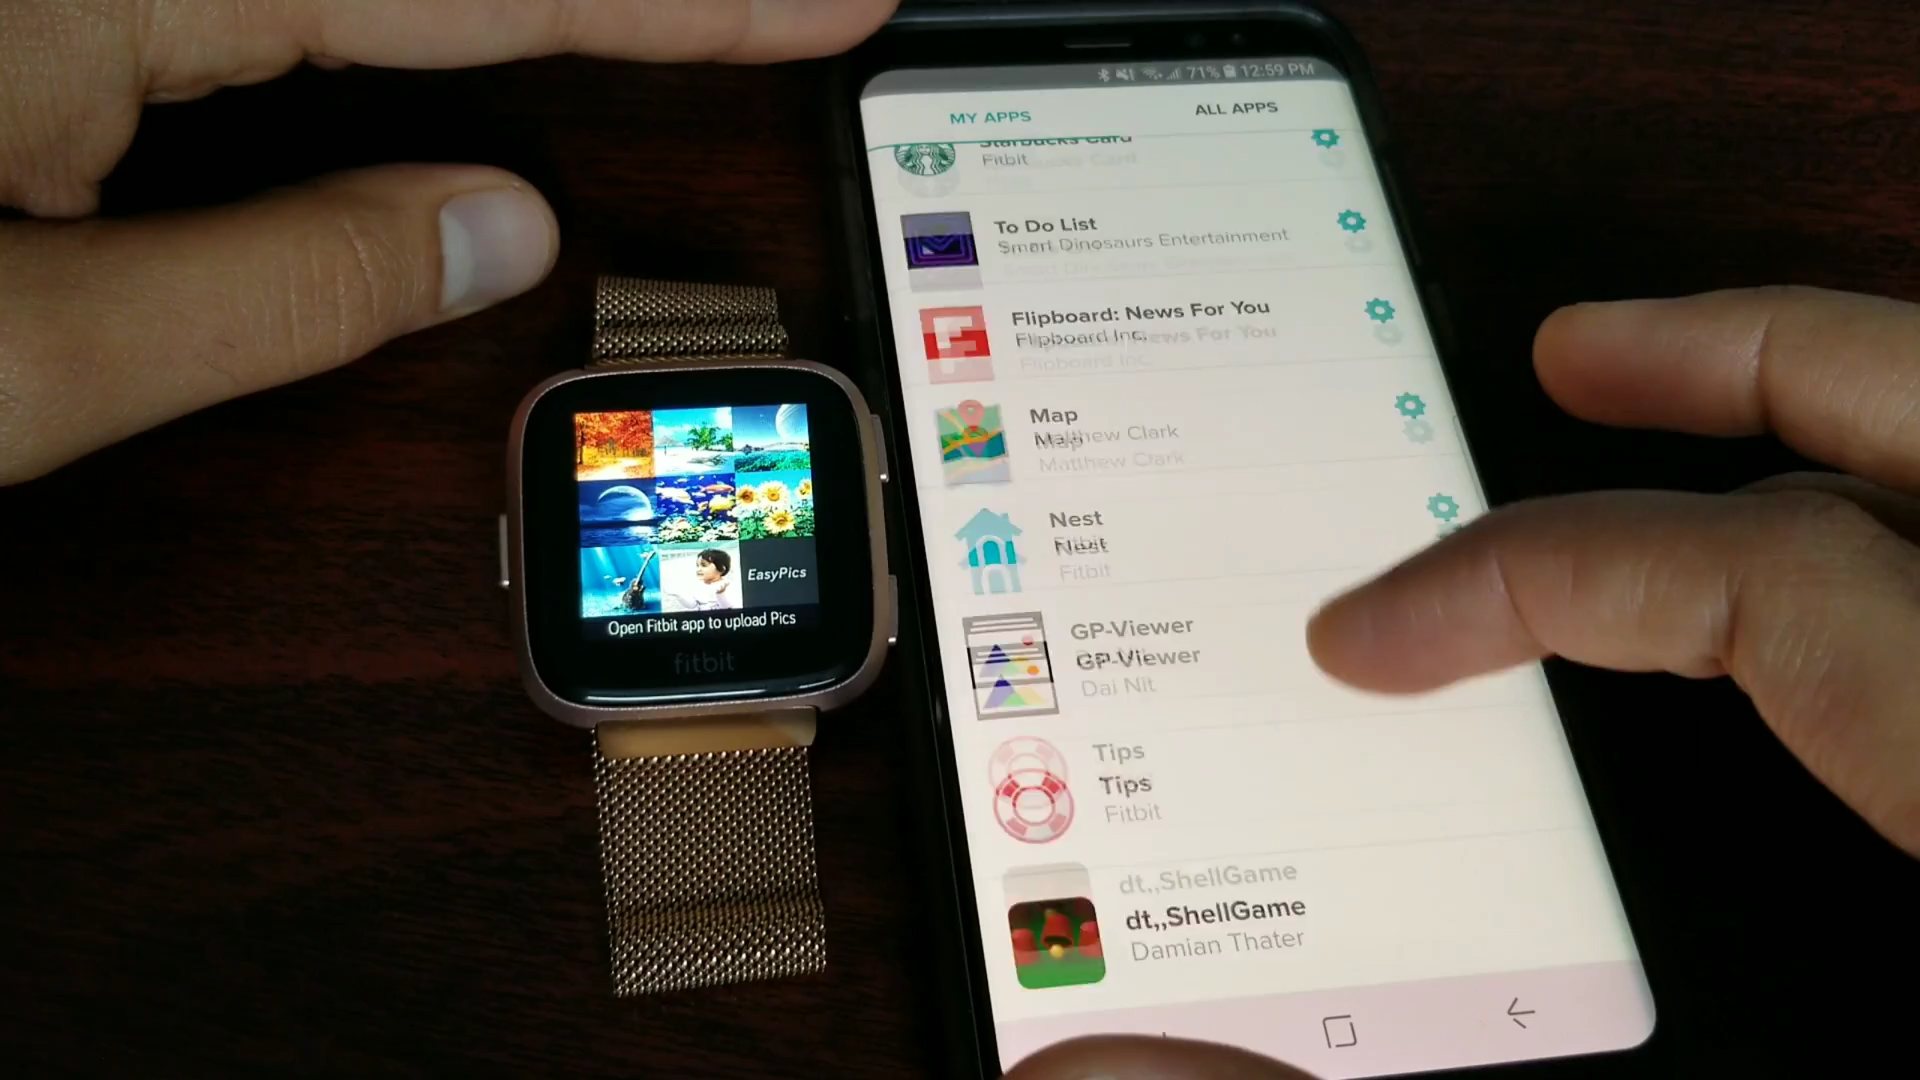 71% 12:59 PM
MY APPS
ALL APPS
Starbucks Card
Fitbit
To Do List
Smart Dinosaurs Entertainment
Flipboard: News For You
Flipboard Inc.
Map
Matthew Clark
Nest
Fitbit
GP-Viewer
Dai Nit
Tips
Fitbit
dt,,ShellGame
Damian Thater
EasyPics
Open Fitbit app to upload Pics
fitbit